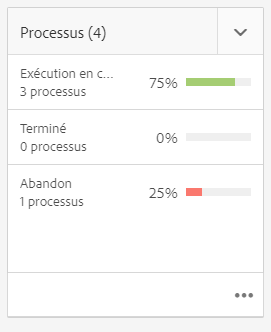 Processus (4)
Exécution en c...
3 processus
75%
Terminé
0 processus
0%
Abandon
1 processus
25%